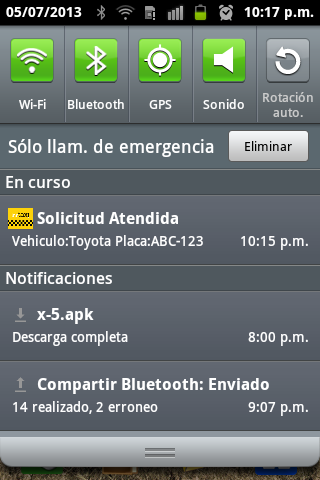 05/07/2013 10:17 p.m.
Wi-Fi Bluetooth GPS Sonido Rotación auto.
Sólo llam. de emergencia Eliminar
En curso
Solicitud Atendida
Vehiculo:Toyota Placa:ABC-123 10:15 p.m.
Notificaciones
x-5.apk
Descarga completa 8:00 p.m.
Compartir Bluetooth: Enviado
14 realizado, 2 erroneo 9:07 p.m.